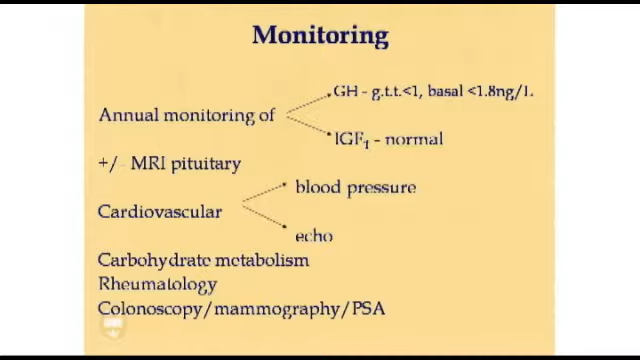 Monitoring
GH - g.t.t.<1, basal <1.8ng/L
Annual monitoring of
IGF1 - normal
+/- MRI pituitary
blood pressure
Cardiovascular
echo
Carbohydrate metabolism
Rheumatology
Colonoscopy/mammography/PSA